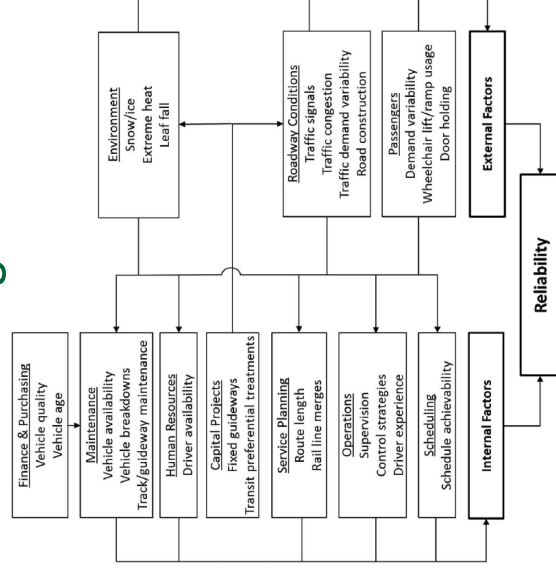 Finance & Purchasing
Vehicle quality
Vehicle age
Maintenance
Vehicle availability
Vehicle breakdowns
Track/guideway maintenance
Human Resources
Driver availability
Capital Projects
Fixed guideways
Transit preferential treatments
Service Planning
Route length
Rail line merges
Operations
Supervision
Control strategies
Driver experience
Scheduling
Schedule achievability
Internal Factors
Environment
Snow/ice
Extreme heat
Leaf fall
Roadway Conditions
Traffic signals
Traffic congestion
Traffic demand variability
Road construction
Passengers
Demand variability
Wheelchair lift/ramp usage
Door holding
External Factors
Reliability